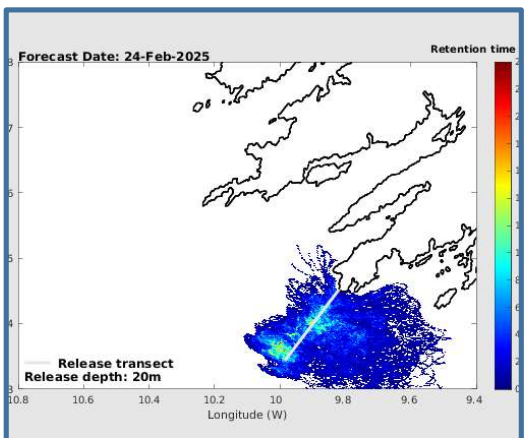 Forecast Date: 24-Feb-2025
Retention time
Release transect
Release depth: 20m
10.8 10.6 10.4 10.2 10 9.8 9.6 9.4
Longitude (W)